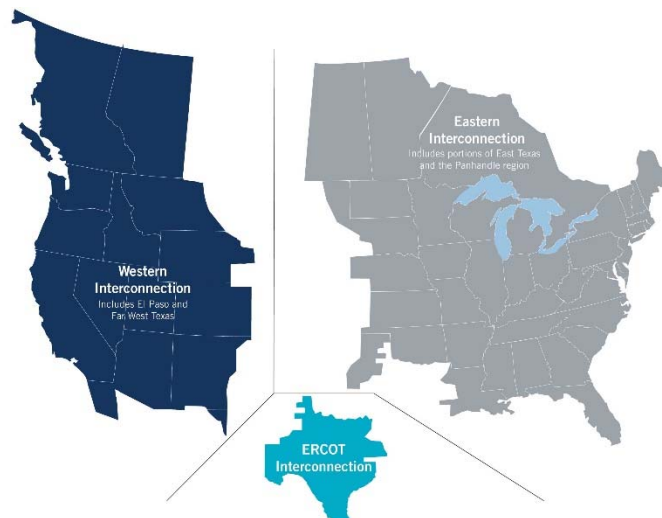 Western
Interconnection
Includes El Paso and
Far West Texas
Eastern
Interconnection
Includes portions of East Texas
and the Panhandle region
ERCOT
Interconnection